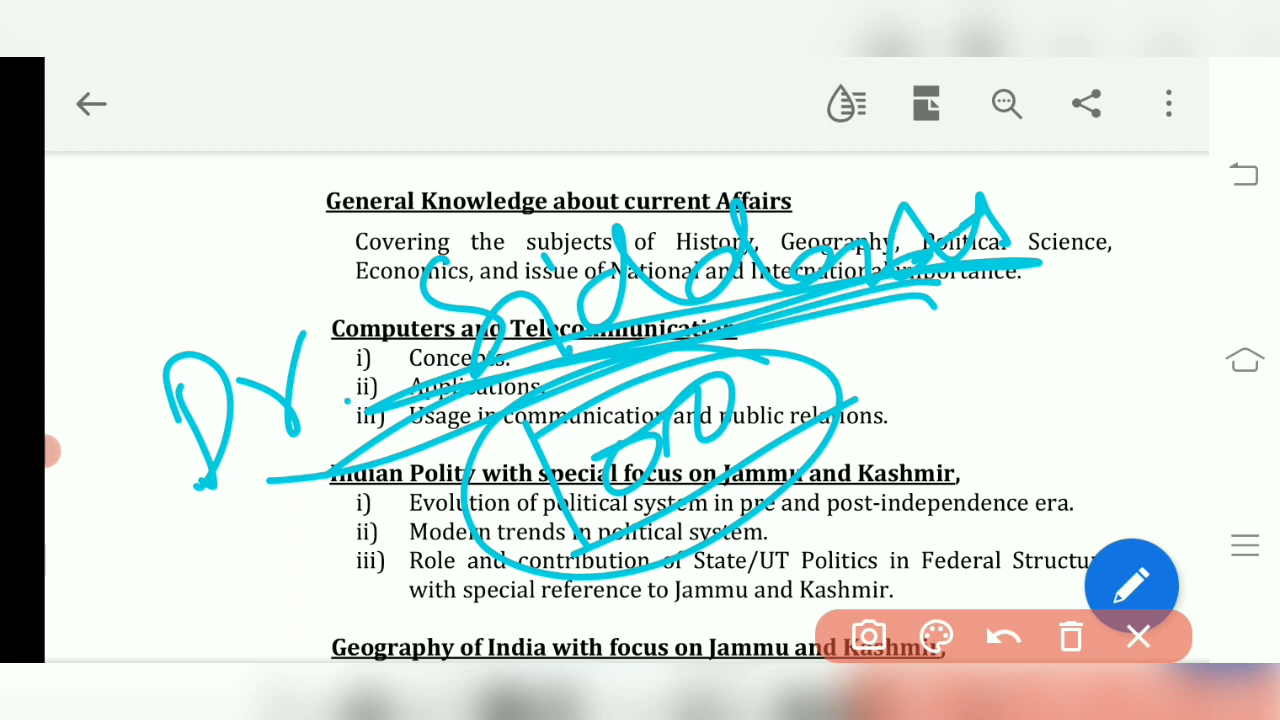 General Knowledge about current Affairs
Covering the subjects of History, Geography, Political Science,
Economics, and issue of National and International importance.
Computers and Telecommunication
i) Concepts.
ii) Applications.
iii) Usage in communication and public relations.
Dr.
Indian Polity with special focus on Jammu and Kashmir,
i) Evolution of political system in pre and post-independence era.
ii) Modern trends in political system.
iii) Role and contribution of State/UT Politics in Federal Structu
with special reference to Jammu and Kashmir.
Geography of India with focus on Jammu and Kashmir,